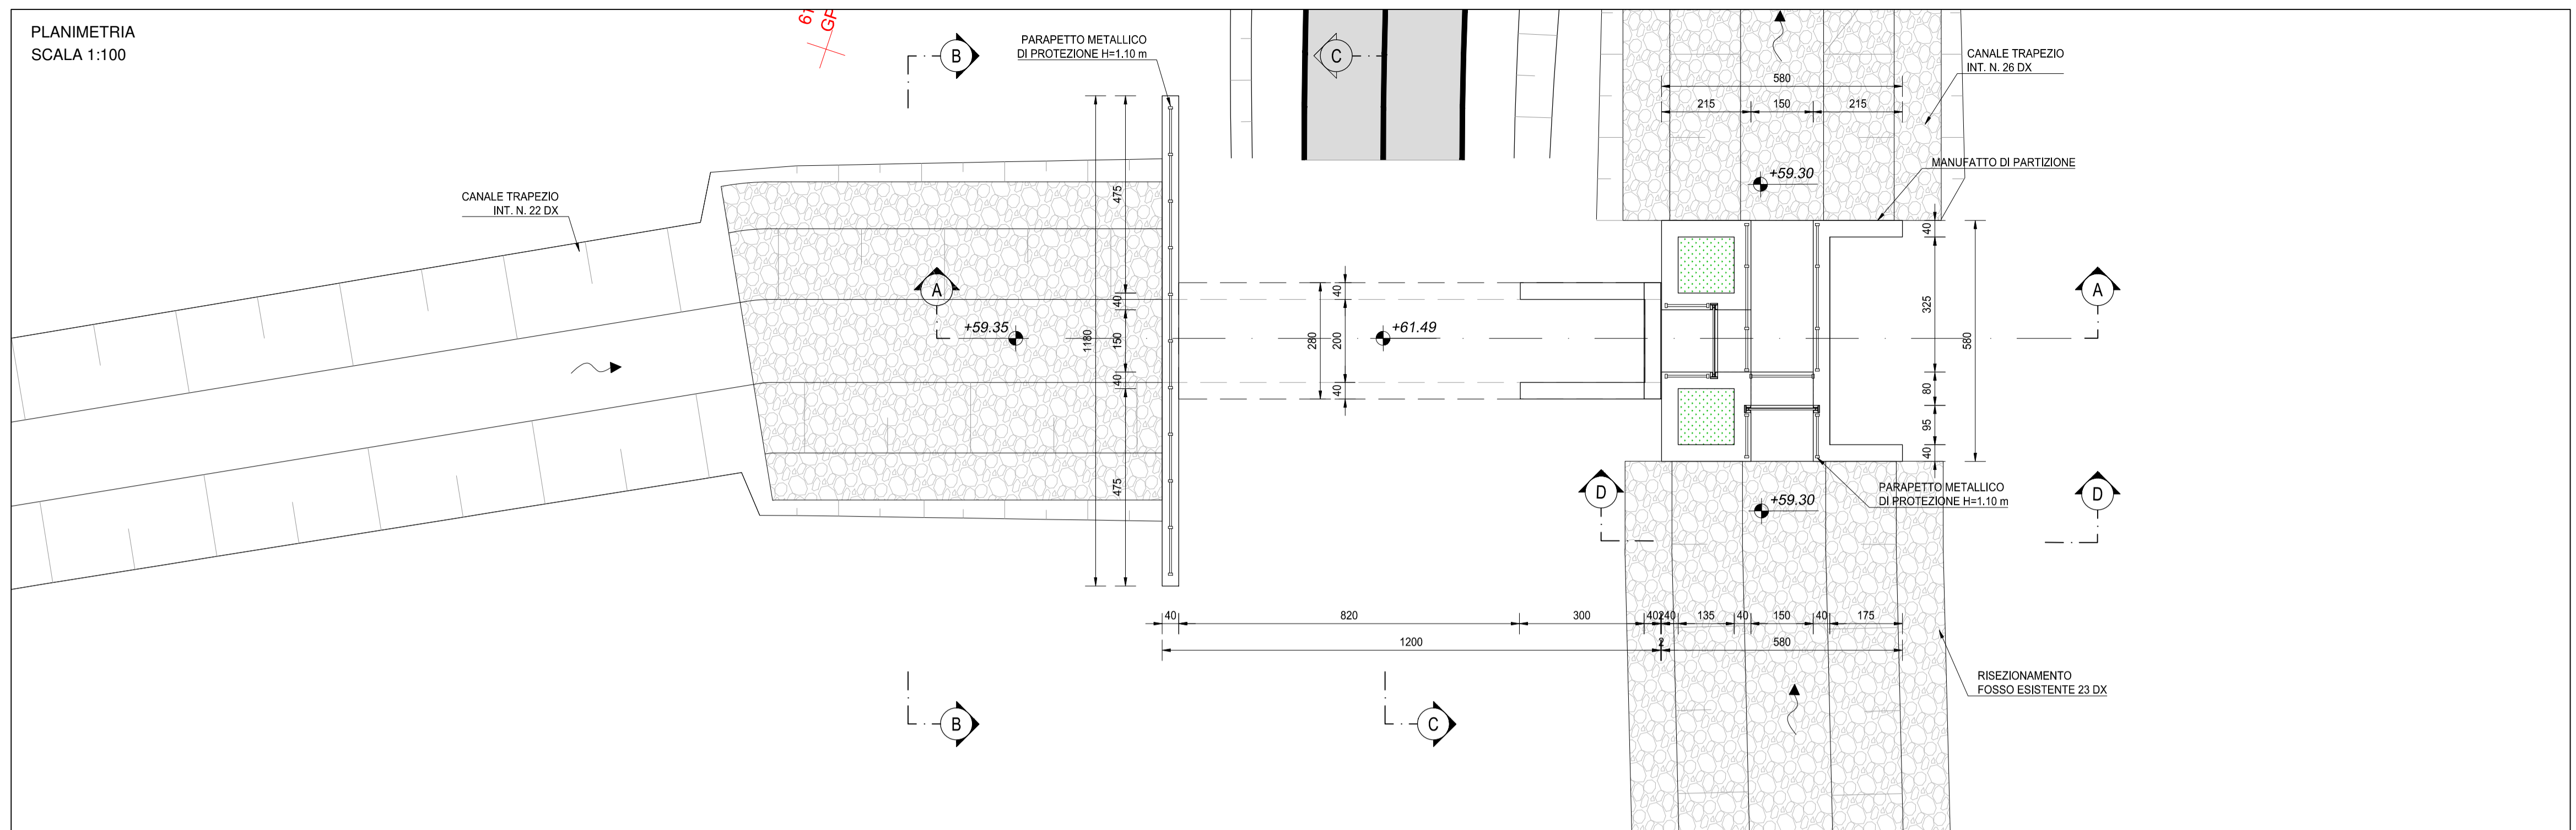 PLANIMETRIA
SCALA 1:100
B
PARAPETTO METALLICO
DI PROTEZIONE H=1.10 m
C
CANALE TRAPEZIO
INT. N. 26 DX
580
215
150
215
MANUFATTO DI PARTIZIONE
+59.30
CANALE TRAPEZIO
INT. N. 22 DX
475
40
150
40
475
1180
A
+59.35
280
40
200
40
+61.49
40
325
80
95
40
580
A
D
+59.30
PARAPETTO METALLICO
DI PROTEZIONE H=1.10 m
D
40
820
300
40
2
40
135
40
150
40
175
1200
2
580
RISEZIONAMENTO
FOSSO ESISTENTE 23 DX
B
C